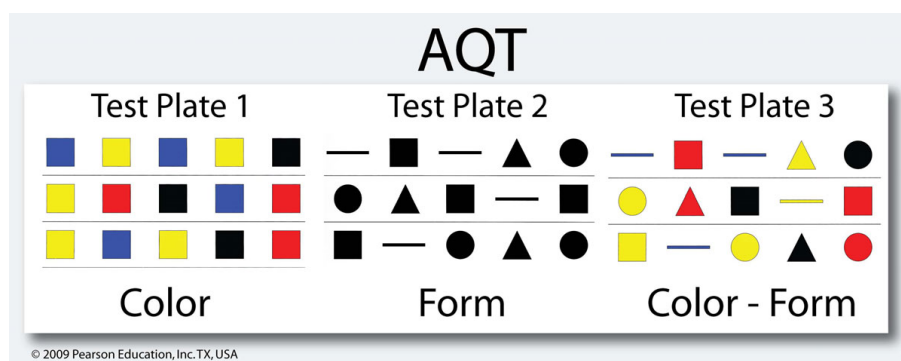 AQT
Test Plate 1
Test Plate 2
Test Plate 3
Color
Form
Color - Form
© 2009 Pearson Education, Inc. TX, USA